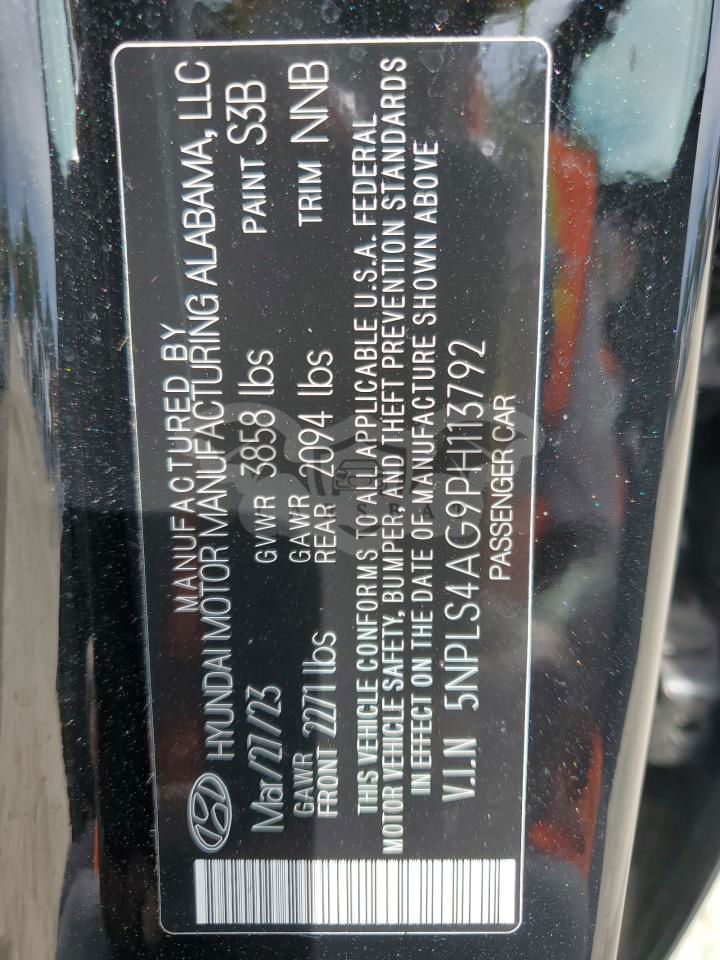 MANUFACTURED BY
HYUNDAI MOTOR MANUFACTURING ALABAMA, LLC
Mar/27/23 GVWR 3858 lbs PAINT S3B
GAWR FRONT 2271 lbs GAWR REAR 2094 lbs TRIM NNB
THIS VEHICLE CONFORMS TO ALL APPLICABLE U.S.A. FEDERAL
MOTOR VEHICLE SAFETY, BUMPER, AND THEFT PREVENTION STANDARDS
IN EFFECT ON THE DATE OF MANUFACTURE SHOWN ABOVE
V.I.N 5NPLS4AG9PH113792
PASSENGER CAR